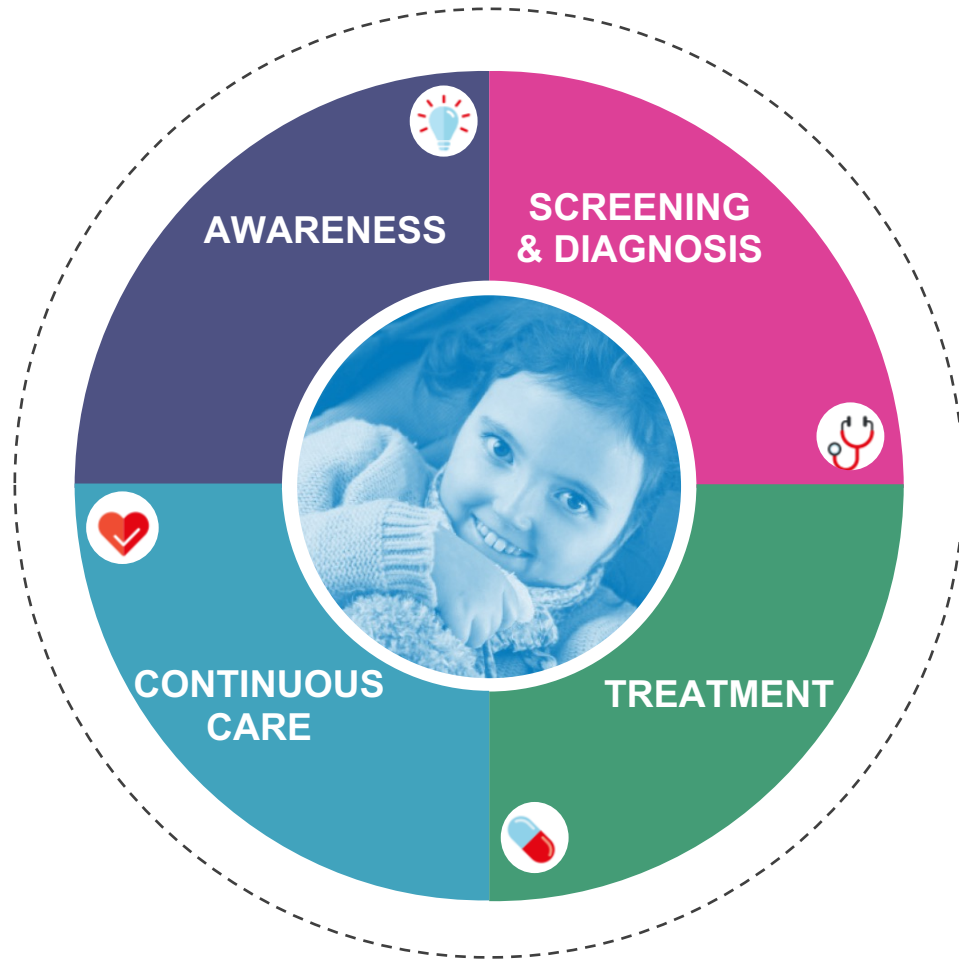 AWARENESS
SCREENING
& DIAGNOSIS
CONTINUOUS
CARE
TREATMENT